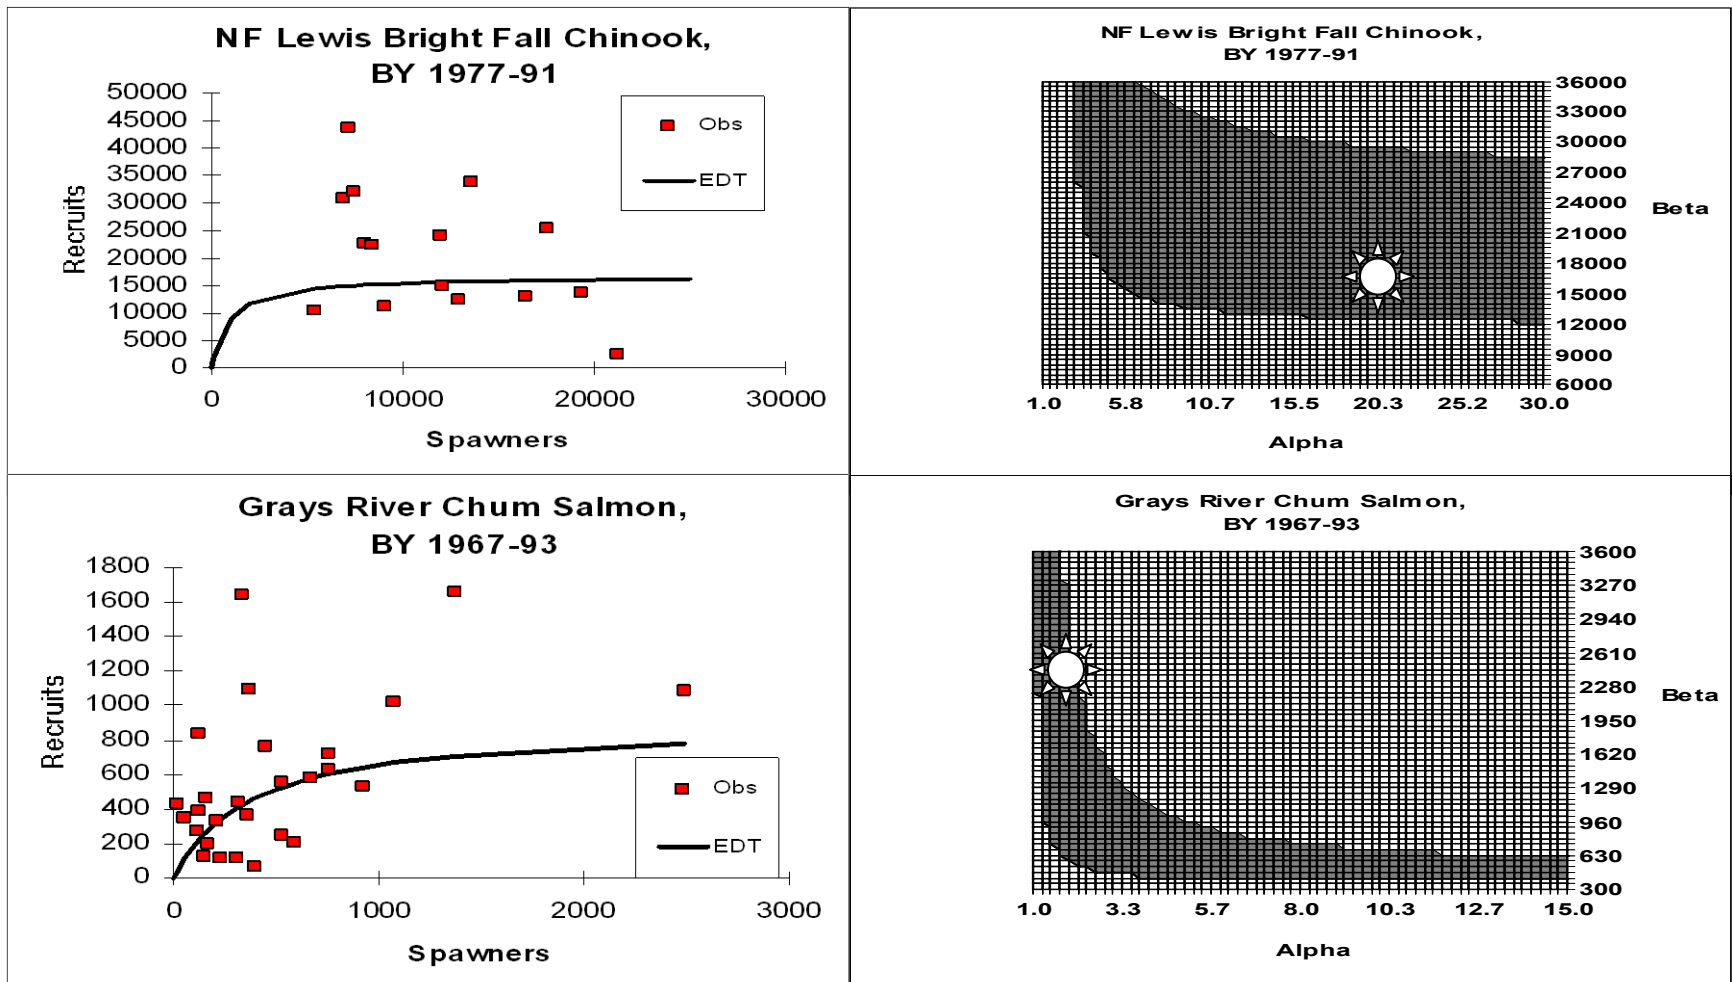 NF Lewis Bright Fall Chinook,
BY 1977-91
50000
45000
40000
35000
30000
25000
20000
15000
10000
5000
0
Recruits
Obs
EDT
0 10000 20000 30000
Spawners
NF Lewis Bright Fall Chinook,
BY 1977-91
36000
33000
30000
27000
24000
21000
18000
15000
12000
9000
6000
Beta
1.0 5.8 10.7 15.5 20.3 25.2 30.0
Alpha
Grays River Chum Salmon,
BY 1967-93
1800
1600
1400
1200
1000
800
600
400
200
0
Recruits
Obs
EDT
0 1000 2000 3000
Spawners
Grays River Chum Salmon,
BY 1967-93
3600
3270
2940
2610
2280
1950
1620
1290
960
630
300
Beta
1.0 3.3 5.7 8.0 10.3 12.7 15.0
Alpha